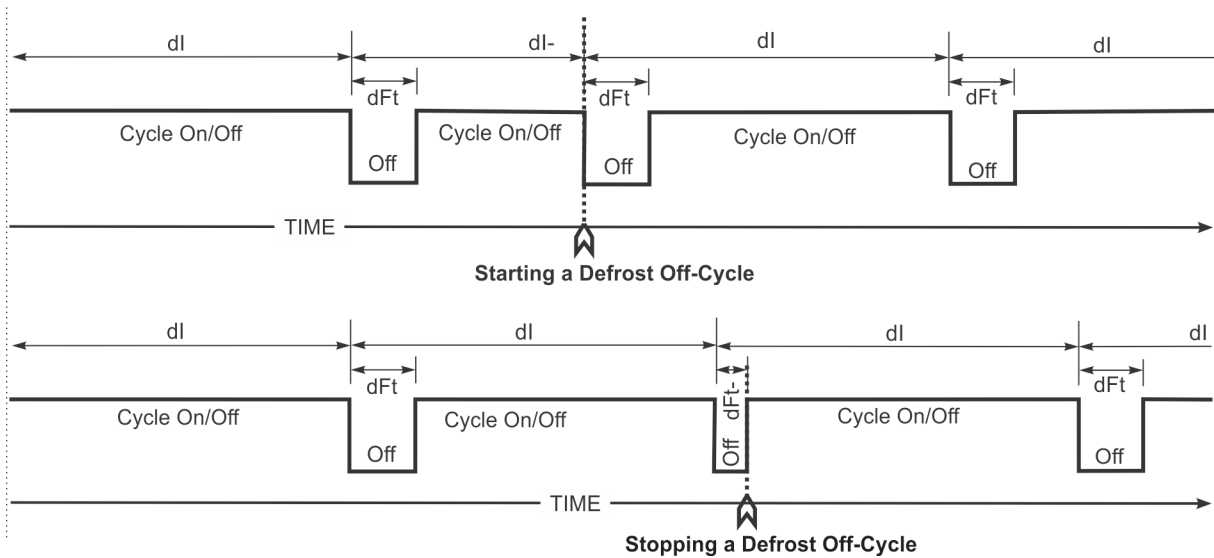 dI dI- dI dI
dFt dFt dFt
Cycle On/Off Cycle On/Off Cycle On/Off
Off Off Off
TIME
Starting a Defrost Off-Cycle
dI dI dI dI
dFt dFt- dFt
Cycle On/Off Cycle On/Off Cycle On/Off
Off Off Off
TIME
Stopping a Defrost Off-Cycle